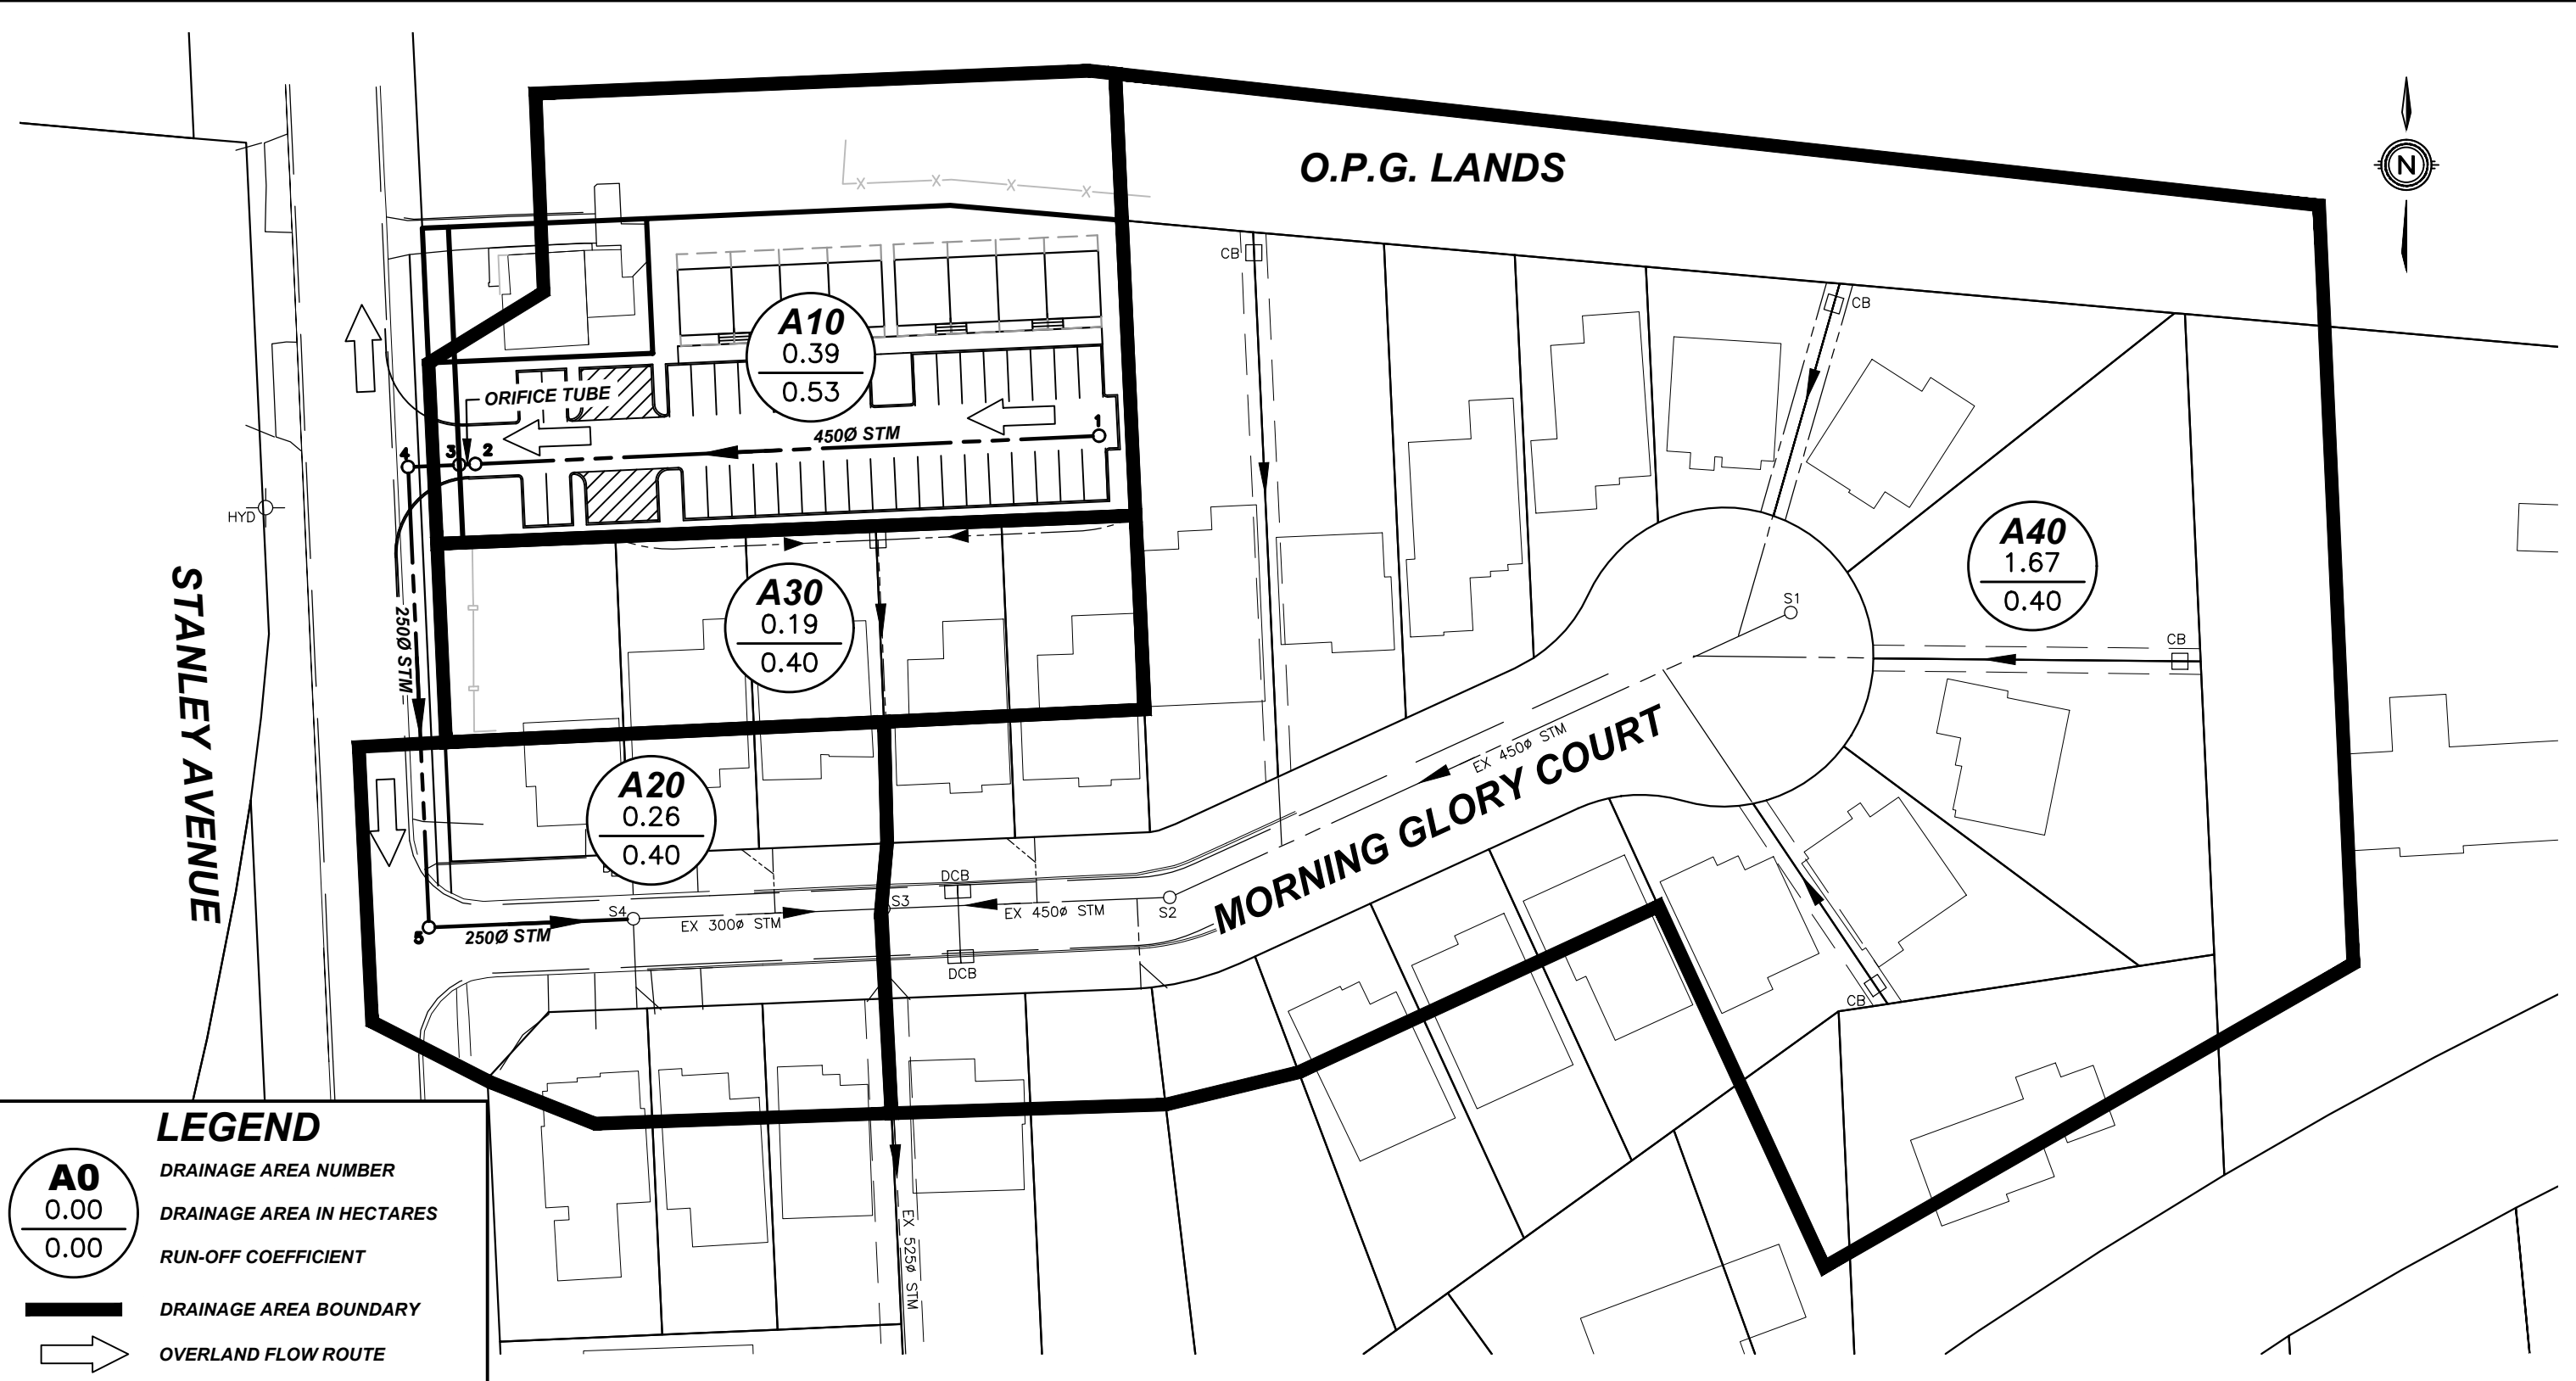 O.P.G. LANDS
N
CB
CB
A10
0.39
0.53
ORIFICE TUBE
450Ø STM
1
2
3
4
HYD
A40
1.67
0.40
A30
0.19
0.40
S1
CB
250Ø STM
STANLEY AVENUE
EX 450ø STM
MORNING GLORY COURT
A20
0.26
0.40
DCB
S4
S3
S2
EX 300ø STM
EX 450ø STM
5
250Ø STM
DCB
CB
EX 525ø STM
LEGEND
A0
0.00
0.00
DRAINAGE AREA NUMBER
DRAINAGE AREA IN HECTARES
RUN-OFF COEFFICIENT
DRAINAGE AREA BOUNDARY
OVERLAND FLOW ROUTE